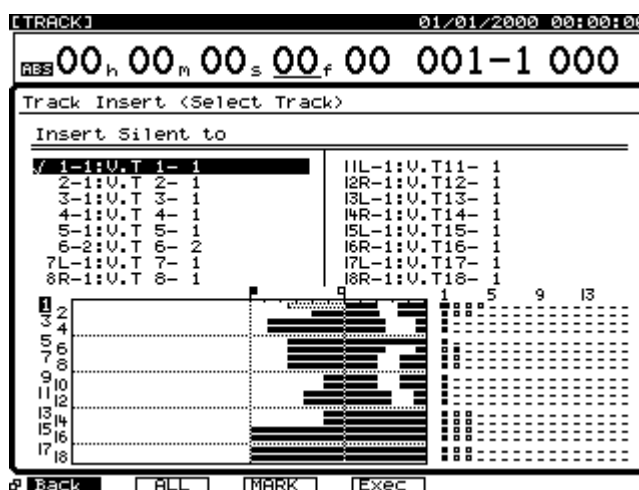 [TRACK] 01/01/2000 00:00:00
ABS 00h 00m 00s 00f 00 001-1 000
Track Insert (Select Track)
Insert Silent to
√ 1-1:V.T 1- 1
2-1:V.T 2- 1
3-1:V.T 3- 1
4-1:V.T 4- 1
5-1:V.T 5- 1
6-2:V.T 6- 2
7L-1:V.T 7- 1
8R-1:V.T 8- 1
11L-1:V.T11- 1
12R-1:V.T12- 1
13L-1:V.T13- 1
14R-1:V.T14- 1
15L-1:V.T15- 1
16R-1:V.T16- 1
17L-1:V.T17- 1
18R-1:V.T18- 1
1 5 9 13
1
2
3
4
5
6
7
8
9
10
11
12
13
14
15
16
17
18
Back ALL MARK Exec